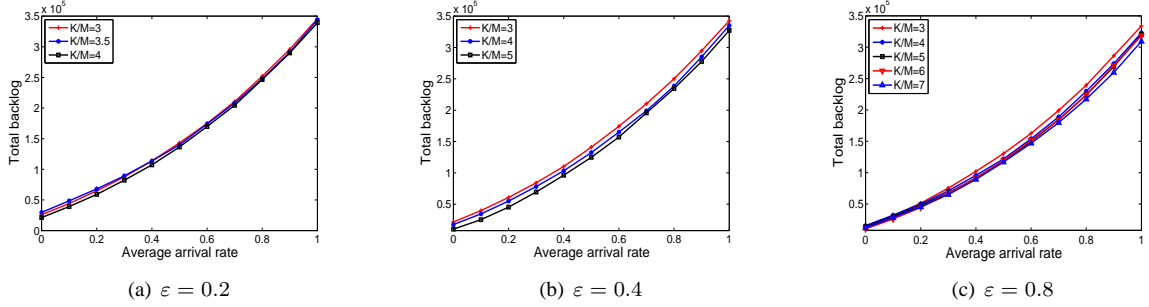 x 10^5
3.5
3
2.5
2
1.5
1
0.5
0
K/M=3
K/M=3.5
K/M=4
Total backlog
0 0.2 0.4 0.6 0.8 1
Average arrival rate
(a) ε = 0.2
x 10^5
3.5
3
2.5
2
1.5
1
0.5
K/M=3
K/M=4
K/M=5
Total backlog
0 0.2 0.4 0.6 0.8 1
Average arrival rate
(b) ε = 0.4
x 10^5
3.5
3
2.5
2
1.5
1
0.5
K/M=3
K/M=4
K/M=5
K/M=6
K/M=7
Total backlog
0 0.2 0.4 0.6 0.8 1
Average arrival rate
(c) ε = 0.8